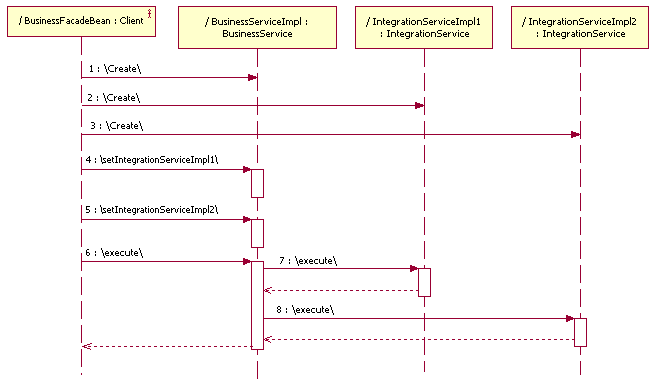 / BusinessFacadeBean : Client
/ BusinessServiceImpl :
BusinessService
/ IntegrationServiceImpl1
: IntegrationService
/ IntegrationServiceImpl2
: IntegrationService
1 : \Create\
2 : \Create\
3 : \Create\
4 : \setIntegrationServiceImpl1\
5 : \setIntegrationServiceImpl2\
6 : \execute\
7 : \execute\
8 : \execute\